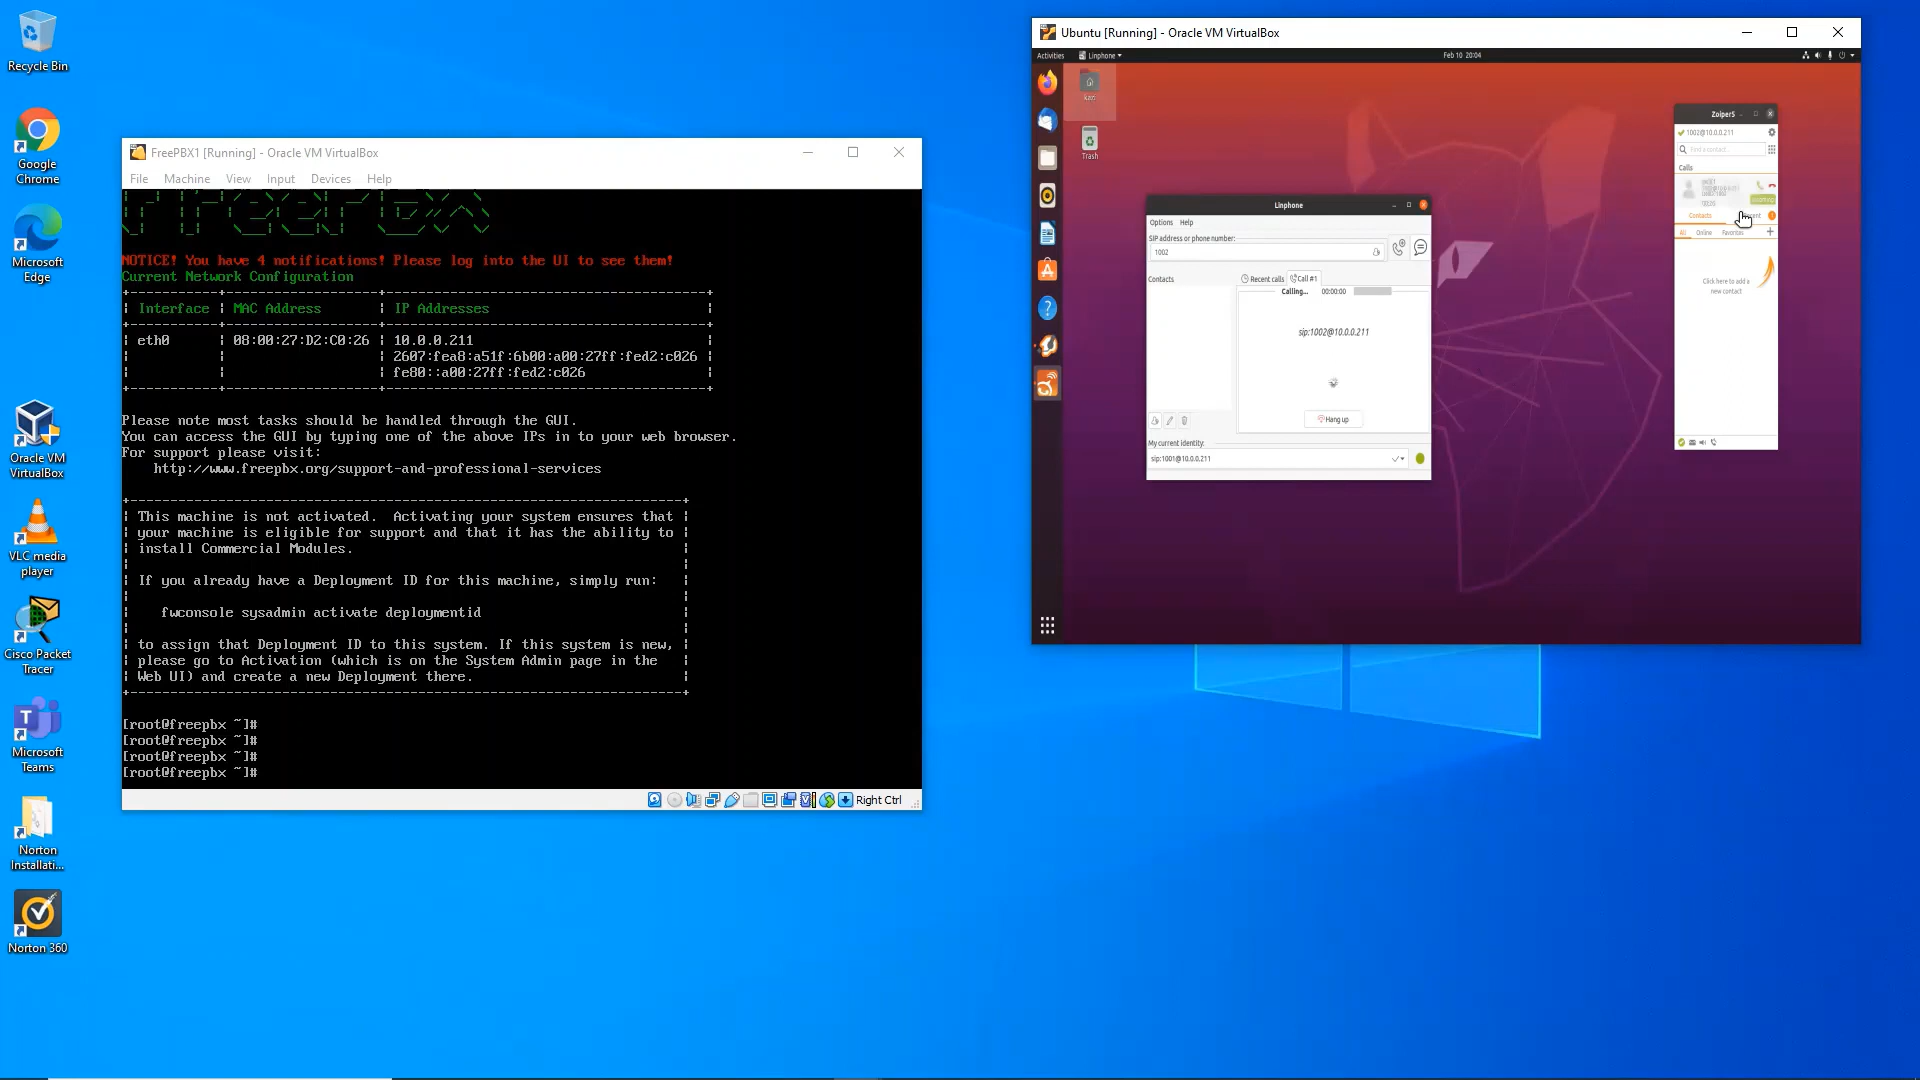 Recycle Bin
Google
Chrome
Microsoft
Edge
Oracle VM
VirtualBox
VLC media
player
Cisco Packet
Tracer
Microsoft
Teams
Norton
Installati...
Norton 360
FreePBX1 [Running] - Oracle VM VirtualBox
File Machine View Input Devices Help
NOTICE! You have 4 notifications! Please log into the UI to see them!
Current Network Configuration
Interface MAC Address IP Addresses
eth0 08:00:27:D2:C0:26 10.0.0.211
2607:fea8:a51f:6b00:a00:27ff:fed2:c026
fe80::a00:27ff:fed2:c026
Please note most tasks should be handled through the GUI.
You can access the GUI by typing one of the above IPs in to your web browser.
For support please visit:
http://www.freepbx.org/support-and-professional-services
This machine is not activated.  Activating your system ensures that
your machine is eligible for support and that it has the ability to
install Commercial Modules.
If you already have a Deployment ID for this machine, simply run:
fwconsole sysadmin activate deploymentid
to assign that Deployment ID to this system. If this system is new,
please go to Activation (which is on the System Admin page in the
Web UI) and create a new Deployment there.
[root@freepbx ~]#
[root@freepbx ~]#
[root@freepbx ~]#
[root@freepbx ~]#
Right Ctrl
Ubuntu [Running] - Oracle VM VirtualBox
Activities Linphone Feb 10 20:04
ken
Trash
Linphone
Options Help
SIP address or phone number:
1002
Contacts
Recent calls Call #1
Calling... 00:00:00
sip:1002@10.0.0.211
Hang up
My current identity:
sip:1001@10.0.0.211
Zoiper5
1002@10.0.0.211
Find a contact...
Calls
Contacts
All Online Favorites
Click here to add a
new contact